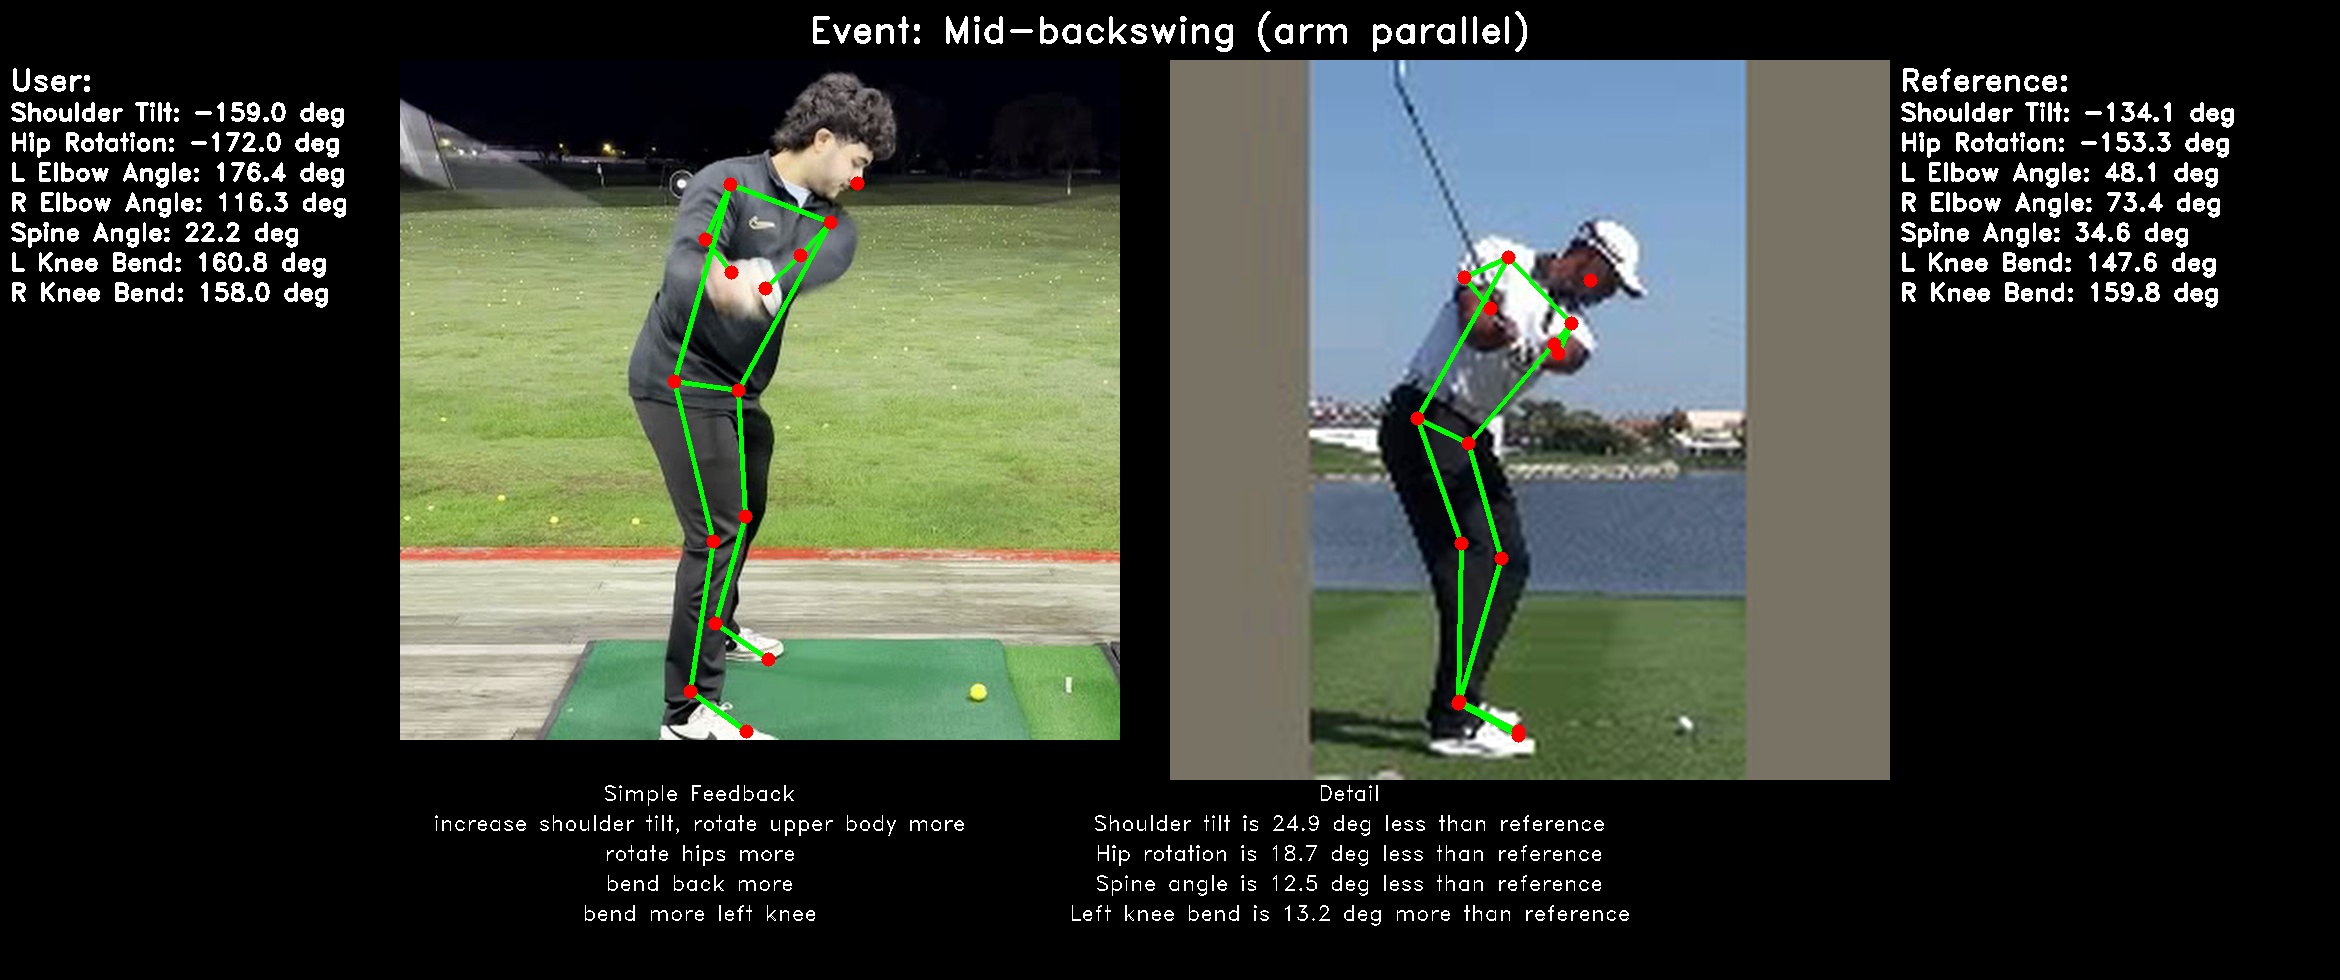 Event: Mid-backswing (arm parallel)
User:
Shoulder Tilt: -159.0 deg
Hip Rotation: -172.0 deg
L Elbow Angle: 176.4 deg
R Elbow Angle: 116.3 deg
Spine Angle: 22.2 deg
L Knee Bend: 160.8 deg
R Knee Bend: 158.0 deg
Reference:
Shoulder Tilt: -134.1 deg
Hip Rotation: -153.3 deg
L Elbow Angle: 48.1 deg
R Elbow Angle: 73.4 deg
Spine Angle: 34.6 deg
L Knee Bend: 147.6 deg
R Knee Bend: 159.8 deg
Simple Feedback
increase shoulder tilt, rotate upper body more
rotate hips more
bend back more
bend more left knee
Detail
Shoulder tilt is 24.9 deg less than reference
Hip rotation is 18.7 deg less than reference
Spine angle is 12.5 deg less than reference
Left knee bend is 13.2 deg more than reference